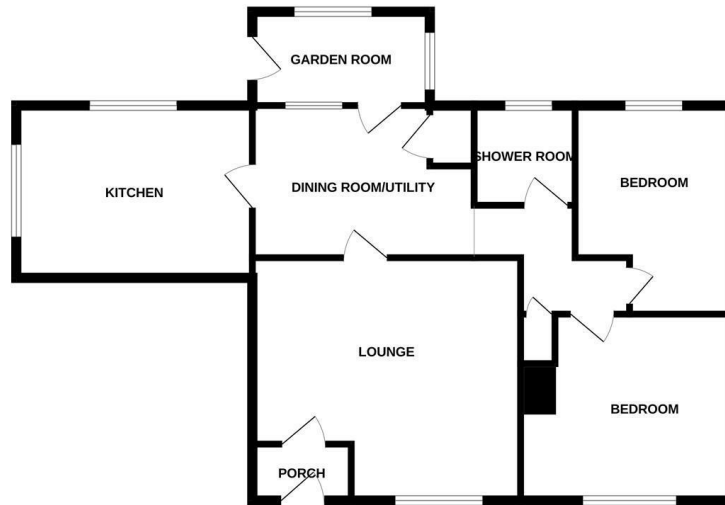 GARDEN ROOM
SHOWER ROOM
KITCHEN
DINING ROOM/UTILITY
BEDROOM
LOUNGE
BEDROOM
PORCH